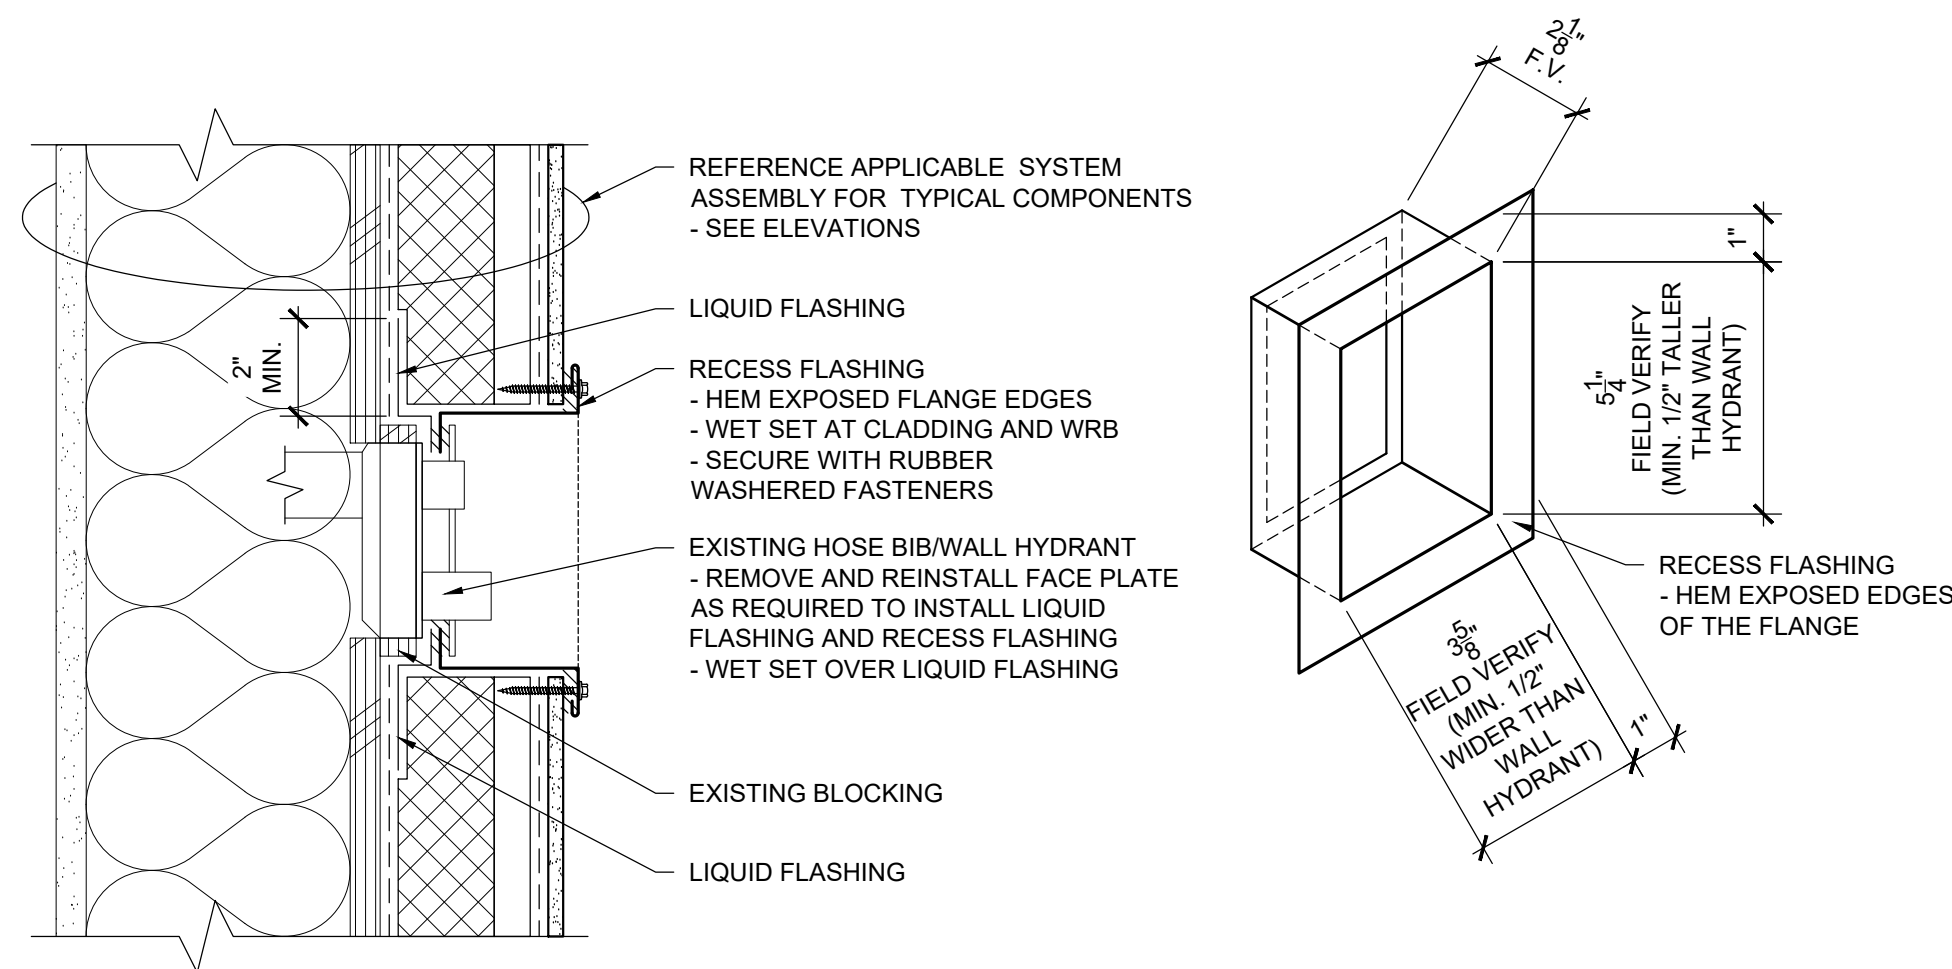 REFERENCE APPLICABLE SYSTEM
ASSEMBLY FOR TYPICAL COMPONENTS
- SEE ELEVATIONS
LIQUID FLASHING
2"
MIN.
RECESS FLASHING
- HEM EXPOSED FLANGE EDGES
- WET SET AT CLADDING AND WRB
- SECURE WITH RUBBER
WASHERED FASTENERS
EXISTING HOSE BIB/WALL HYDRANT
- REMOVE AND REINSTALL FACE PLATE
AS REQUIRED TO INSTALL LIQUID
FLASHING AND RECESS FLASHING
- WET SET OVER LIQUID FLASHING
EXISTING BLOCKING
LIQUID FLASHING
2 1/8"
F.V.
1"
5 1/4"
FIELD VERIFY
(MIN. 1/2" TALLER
THAN WALL
HYDRANT)
RECESS FLASHING
- HEM EXPOSED EDGES
OF THE FLANGE
3 5/8"
FIELD VERIFY
(MIN. 1/2"
WIDER THAN
WALL
HYDRANT)
1"